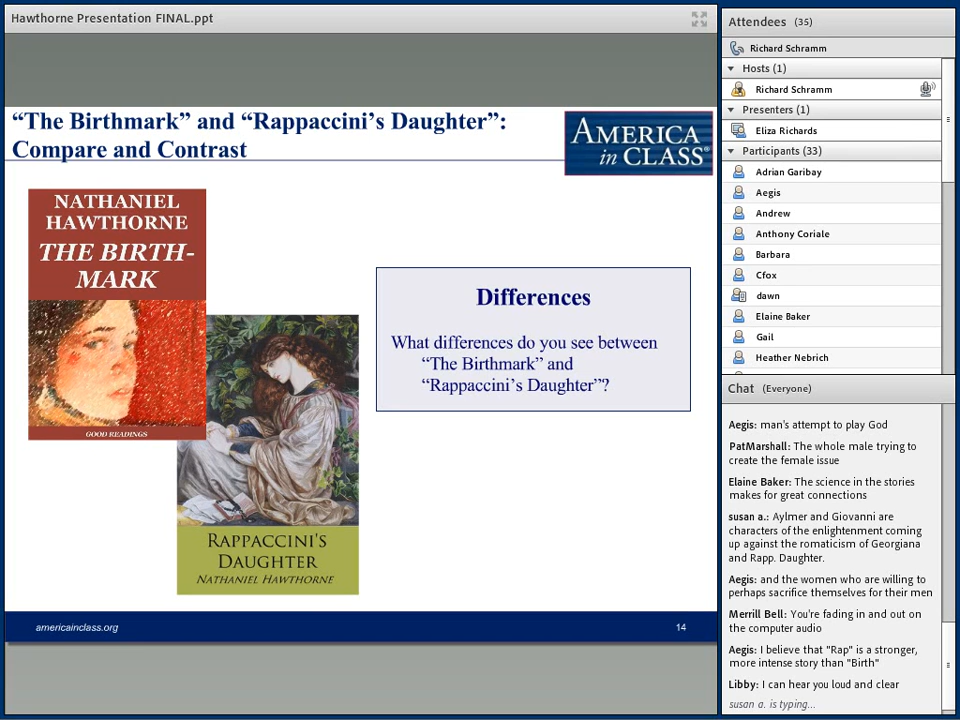 Hawthorne Presentation FINAL.ppt
“The Birthmark” and “Rappaccini’s Daughter”:
Compare and Contrast
AMERICA
in CLASS®
NATHANIEL
HAWTHORNE
THE BIRTH-
MARK
GOOD READINGS
RAPPACCINI'S
DAUGHTER
NATHANIEL HAWTHORNE
Differences
What differences do you see between
“The Birthmark” and
“Rappaccini’s Daughter”?
americainclass.org
14
Attendees (35)
Richard Schramm
Hosts (1)
Richard Schramm
Presenters (1)
Eliza Richards
Participants (33)
Adrian Garibay
Aegis
Andrew
Anthony Coriale
Barbara
Cfox
dawn
Elaine Baker
Gail
Heather Nebrich
Chat (Everyone)
Aegis: man's attempt to play God
PatMarshall: The whole male trying to
create the female issue
Elaine Baker: The science in the stories
makes for great connections
susan a.: Aylmer and Giovanni are
characters of the enlightenment coming
up against the romaticism of Georgiana
and Rapp. Daughter.
Aegis: and the women who are willing to
perhaps sacrifice themselves for their men
Merrill Bell: You're fading in and out on
the computer audio
Aegis: I believe that "Rap" is a stronger,
more intense story than "Birth"
Libby: I can hear you loud and clear
susan a. is typing...